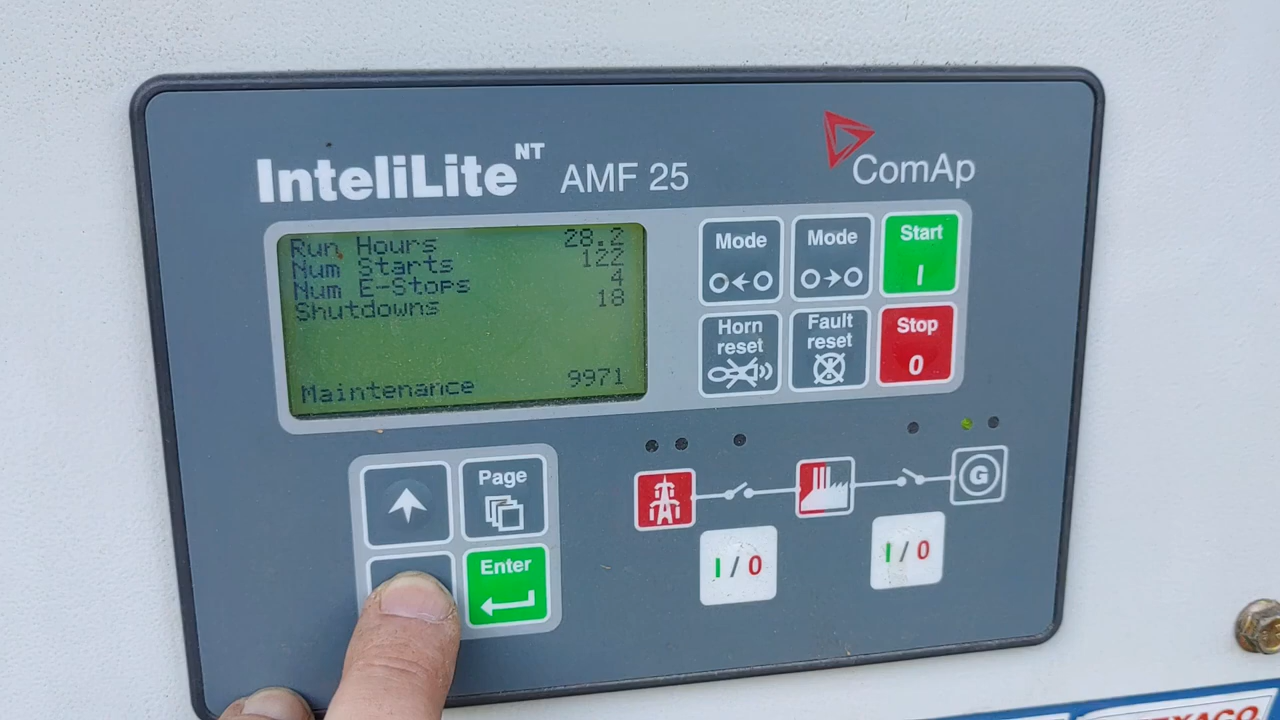 InteliLite NT AMF 25
ComAp
Run Hours 28.2
Num Starts 122
Num E-Stops 4
Shutdowns 18
Maintenance 9971
Mode
Mode
Start
I
Horn reset
Fault reset
Stop
0
Page
Enter
G
I / 0
I / 0